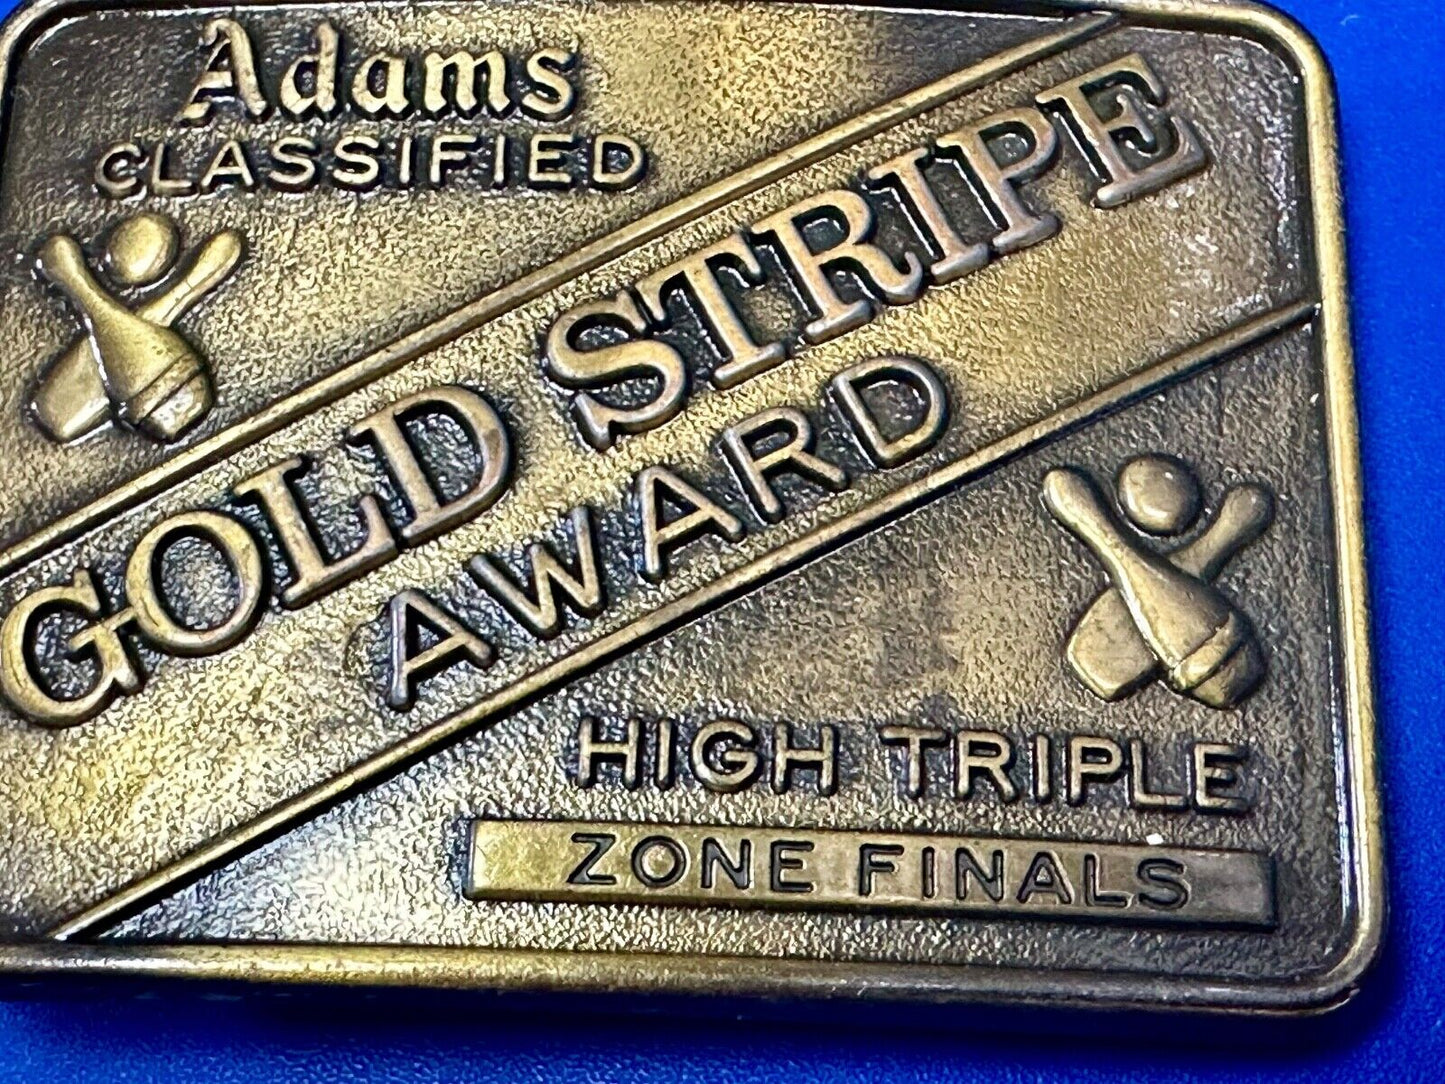 Adams
CLASSIFIED
GOLD STRIPE
AWARD
HIGH TRIPLE
ZONE FINALS